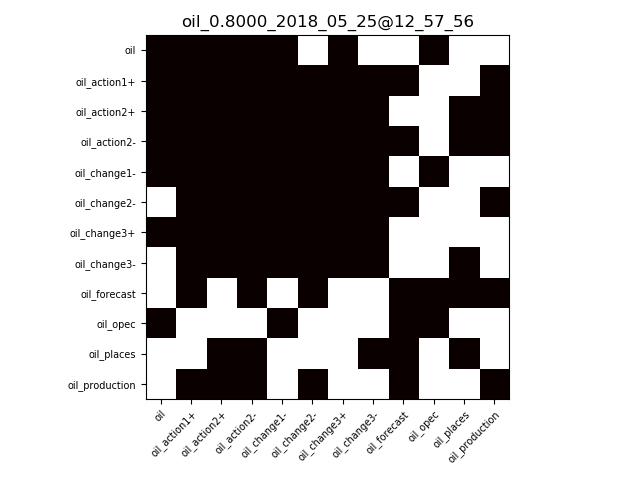 oil_0.8000_2018_05_25@12_57_56
oil
oil_action1+
oil_action2+
oil_action2-
oil_change1-
oil_change2-
oil_change3+
oil_change3-
oil_forecast
oil_opec
oil_places
oil_production
oil
oil_action1+
oil_action2+
oil_action2-
oil_change1-
oil_change2-
oil_change3+
oil_change3-
oil_forecast
oil_opec
oil_places
oil_production